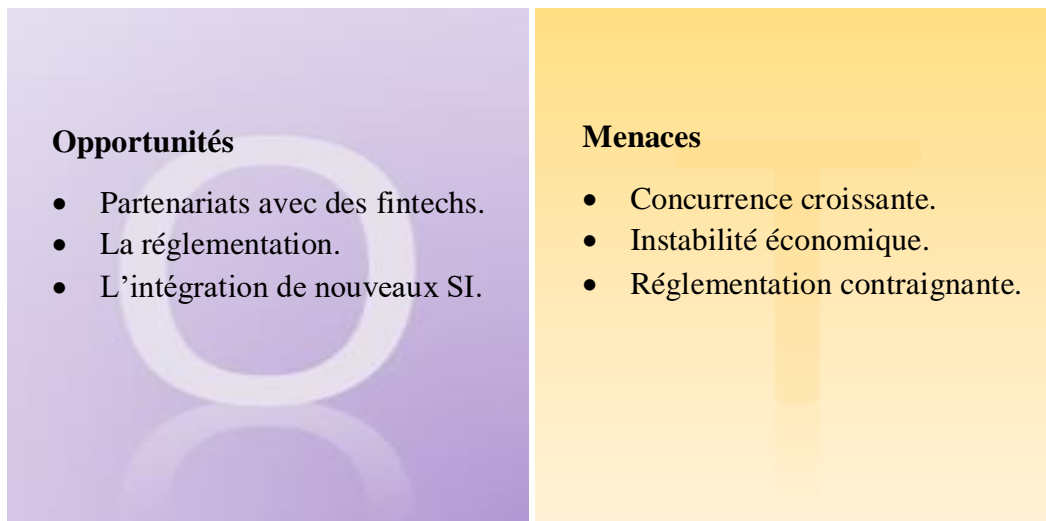 Opportunités
• Partenariats avec des fintechs.
• La réglementation.
• L’intégration de nouveaux SI.
O
Menaces
• Concurrence croissante.
• Instabilité économique.
• Réglementation contraignante.
T